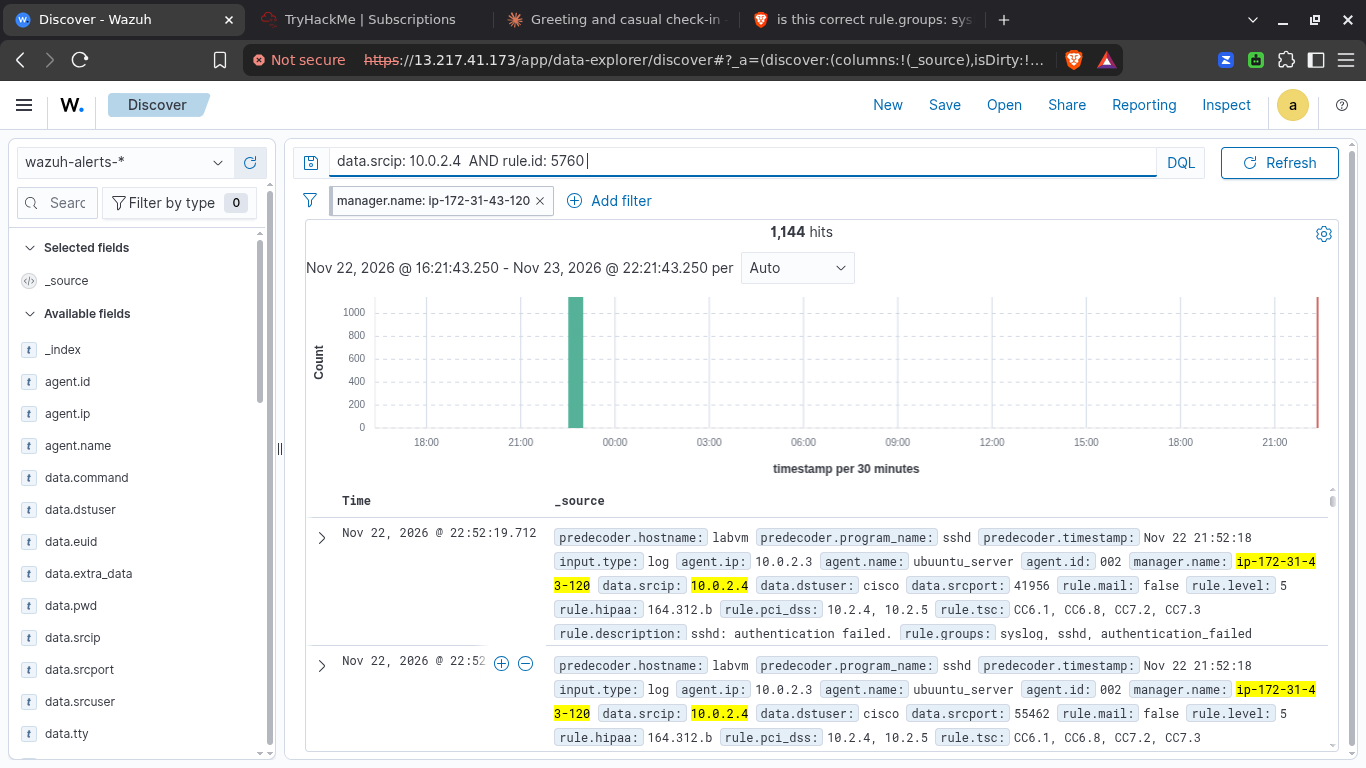 Discover - Wazuh
TryHackMe | Subscriptions
Greeting and casual check-in -
is this correct rule.groups: sys
Not secure https://13.217.41.173/app/data-explorer/discover#?_a=(discover:(columns:!(_source),isDirty:!...
W. Discover New Save Open Share Reporting Inspect a
wazuh-alerts-*
data.srcip: 10.0.2.4 AND rule.id: 5760
DQL
Refresh
Searc
Filter by type 0
manager.name: ip-172-31-43-120
Add filter
Selected fields
_source
Available fields
_index
agent.id
agent.ip
agent.name
data.command
data.dstuser
data.euid
data.extra_data
data.pwd
data.srcip
data.srcport
data.srcuser
data.tty
1,144 hits
Nov 22, 2026 @ 16:21:43.250 - Nov 23, 2026 @ 22:21:43.250 per Auto
Count
1000
800
600
400
200
0
18:00 21:00 00:00 03:00 06:00 09:00 12:00 15:00 18:00 21:00
timestamp per 30 minutes
Time _source
Nov 22, 2026 @ 22:52:19.712
predecoder.hostname: labvm predecoder.program_name: sshd predecoder.timestamp: Nov 22 21:52:18
input.type: log agent.ip: 10.0.2.3 agent.name: ubuuntu_server agent.id: 002 manager.name: ip-172-31-4
3-120 data.srcip: 10.0.2.4 data.dstuser: cisco data.srcport: 41956 rule.mail: false rule.level: 5
rule.hipaa: 164.312.b rule.pci_dss: 10.2.4, 10.2.5 rule.tsc: CC6.1, CC6.8, CC7.2, CC7.3
rule.description: sshd: authentication failed. rule.groups: syslog, sshd, authentication_failed
Nov 22, 2026 @ 22:52
predecoder.hostname: labvm predecoder.program_name: sshd predecoder.timestamp: Nov 22 21:52:18
input.type: log agent.ip: 10.0.2.3 agent.name: ubuuntu_server agent.id: 002 manager.name: ip-172-31-4
3-120 data.srcip: 10.0.2.4 data.dstuser: cisco data.srcport: 55462 rule.mail: false rule.level: 5
rule.hipaa: 164.312.b rule.pci_dss: 10.2.4, 10.2.5 rule.tsc: CC6.1, CC6.8, CC7.2, CC7.3